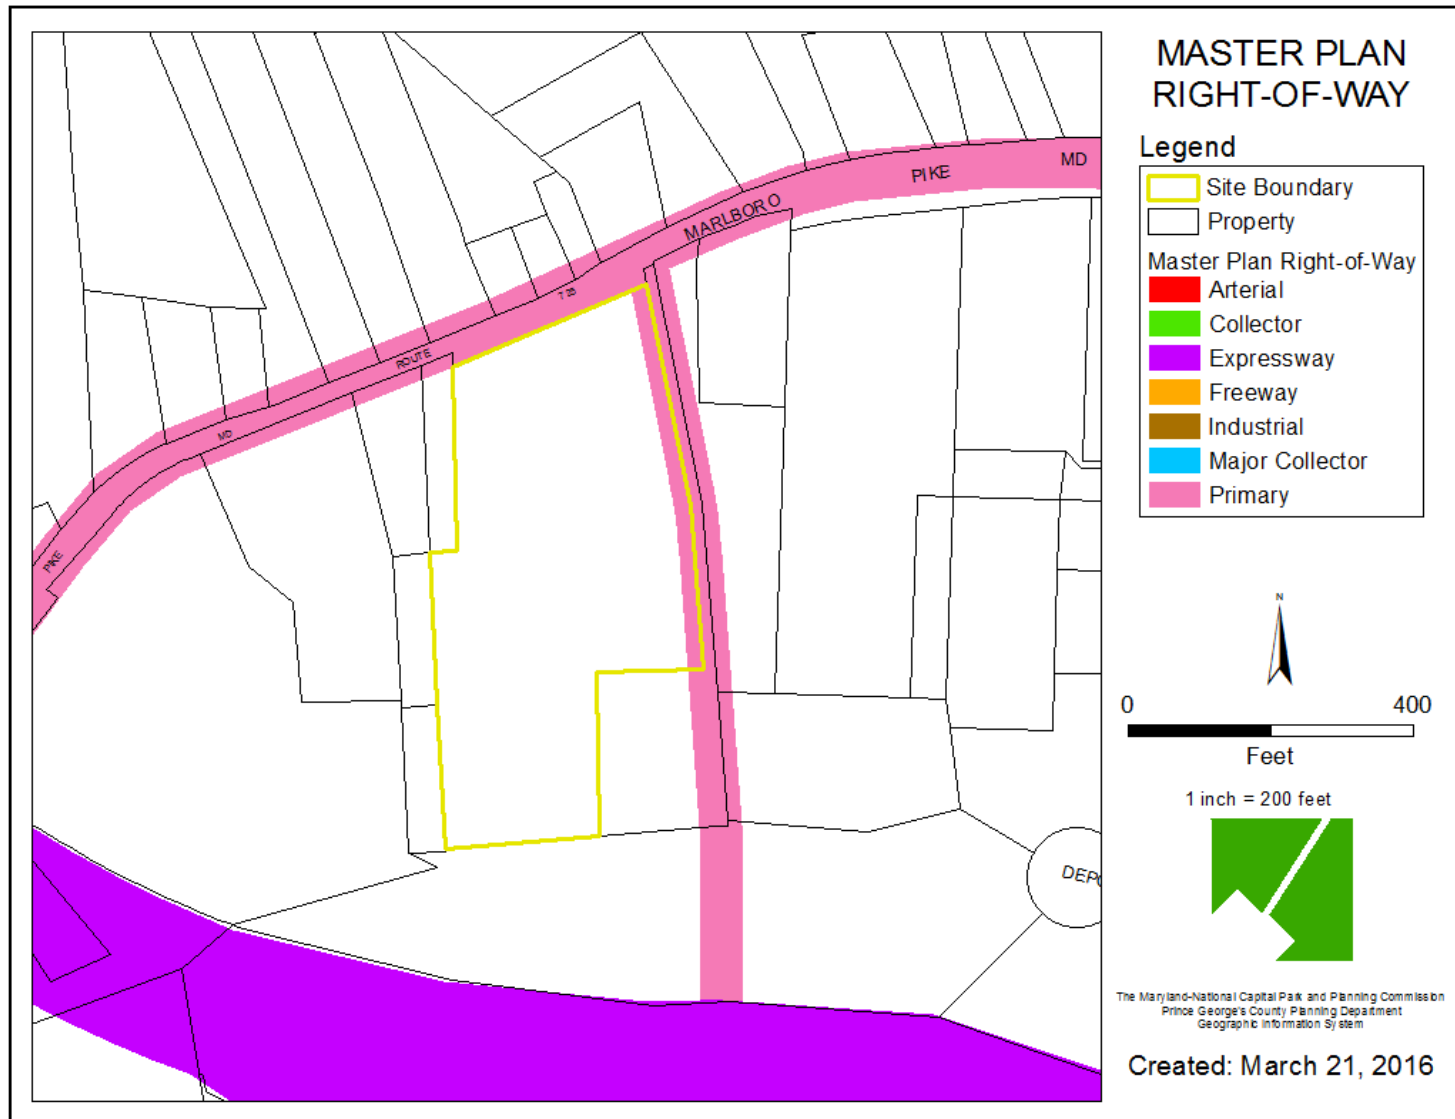 MASTER PLAN
RIGHT-OF-WAY
Legend
Site Boundary
Property
Master Plan Right-of-Way
Arterial
Collector
Expressway
Freeway
Industrial
Major Collector
Primary
N
0 400
Feet
1 inch = 200 feet
The Maryland-National Capital Park and Planning Commission
Prince George's County Planning Department
Geographic Information System
Created: March 21, 2016
PIKE
MD
ROUTE
725
MARLBORO
PIKE
MD